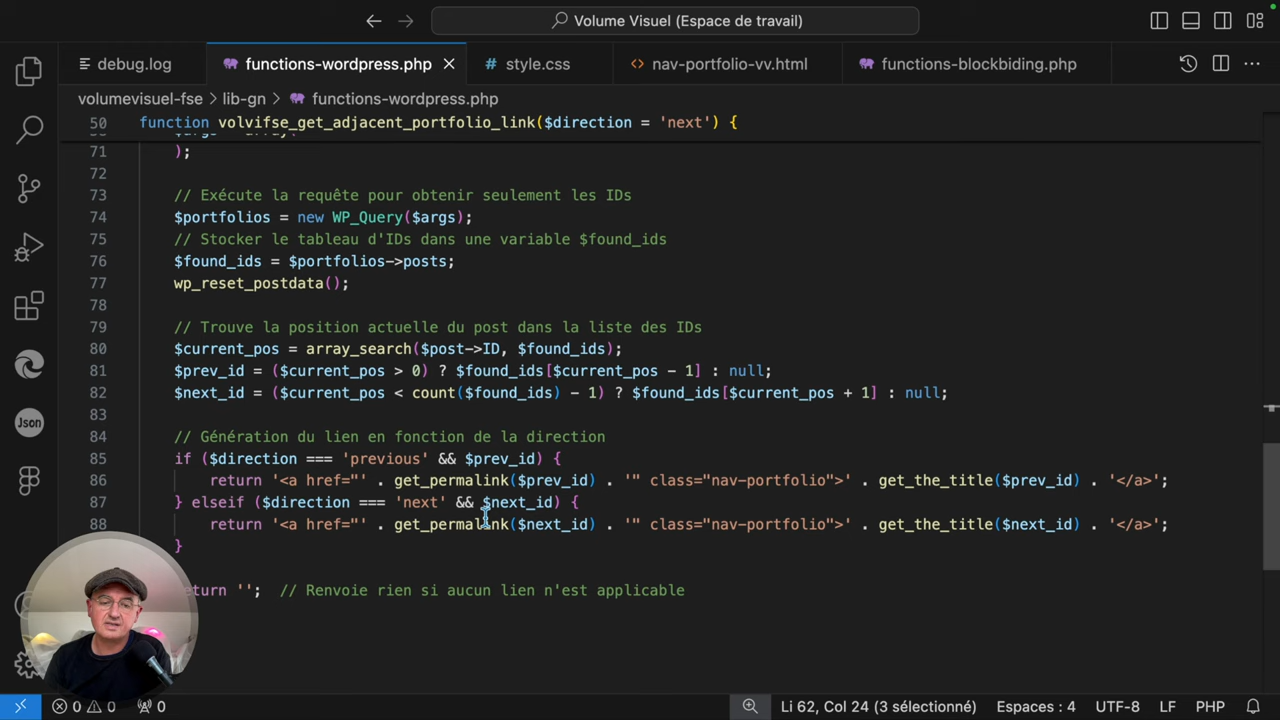 Volume Visuel (Espace de travail)
debug.log
functions-wordpress.php
style.css
nav-portfolio-vv.html
functions-blockbiding.php
volumevisuel-fse > lib-gn > functions-wordpress.php
50 function volvifse_get_adjacent_portfolio_link($direction = 'next') {
71 );
72
73 // Exécute la requête pour obtenir seulement les IDs
74 $portfolios = new WP_Query($args);
75 // Stocker le tableau d'IDs dans une variable $found_ids
76 $found_ids = $portfolios->posts;
77 wp_reset_postdata();
78
79 // Trouve la position actuelle du post dans la liste des IDs
80 $current_pos = array_search($post->ID, $found_ids);
81 $prev_id = ($current_pos > 0) ? $found_ids[$current_pos - 1] : null;
82 $next_id = ($current_pos < count($found_ids) - 1) ? $found_ids[$current_pos + 1] : null;
83
84 // Génération du lien en fonction de la direction
85 if ($direction === 'previous' && $prev_id) {
86 return '<a href="' . get_permalink($prev_id) . '" class="nav-portfolio">' . get_the_title($prev_id) . '</a>';
87 } elseif ($direction === 'next' && $next_id) {
88 return '<a href="' . get_permalink($next_id) . '" class="nav-portfolio">' . get_the_title($next_id) . '</a>';
}
return ''; // Renvoie rien si aucun lien n'est applicable
Json
0 0 0
Li 62, Col 24 (3 sélectionné)
Espaces : 4
UTF-8
LF
PHP